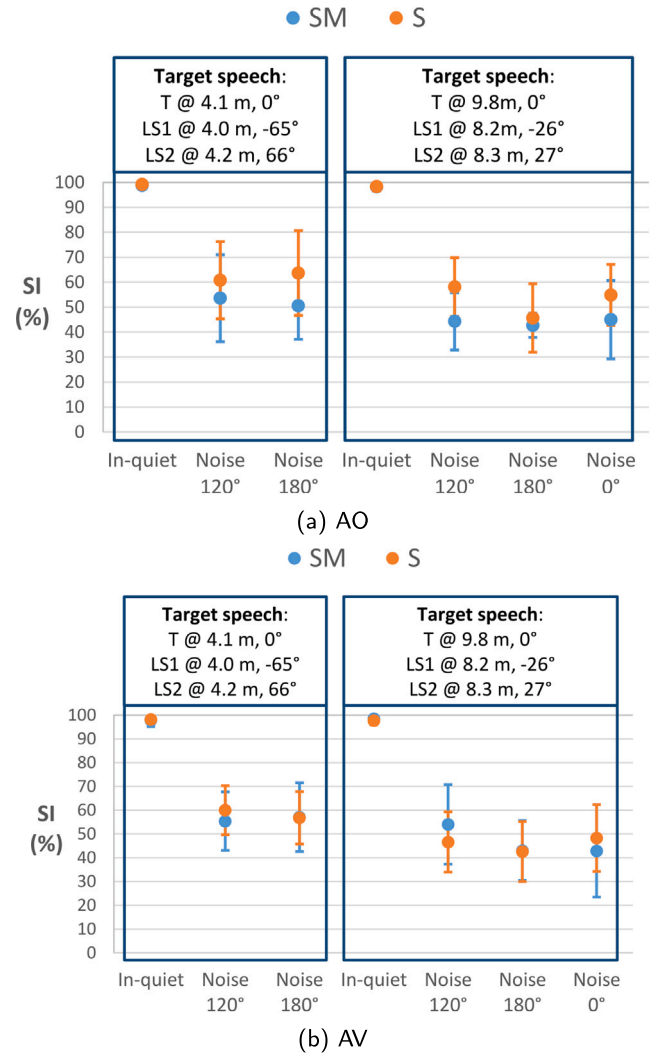 SM S
Target speech:
T @ 4.1 m, 0°
LS1 @ 4.0 m, -65°
LS2 @ 4.2 m, 66°
Target speech:
T @ 9.8m, 0°
LS1 @ 8.2m, -26°
LS2 @ 8.3 m, 27°
SI
(%)
100
90
80
70
60
50
40
30
20
10
0
In-quiet Noise Noise In-quiet Noise Noise Noise
120° 180° 120° 180° 0°
(a) AO
SM S
Target speech:
T @ 4.1 m, 0°
LS1 @ 4.0 m, -65°
LS2 @ 4.2 m, 66°
Target speech:
T @ 9.8 m, 0°
LS1 @ 8.2 m, -26°
LS2 @ 8.3 m, 27°
SI
(%)
100
90
80
70
60
50
40
30
20
10
0
In-quiet Noise Noise In-quiet Noise Noise Noise
120° 180° 120° 180° 0°
(b) AV